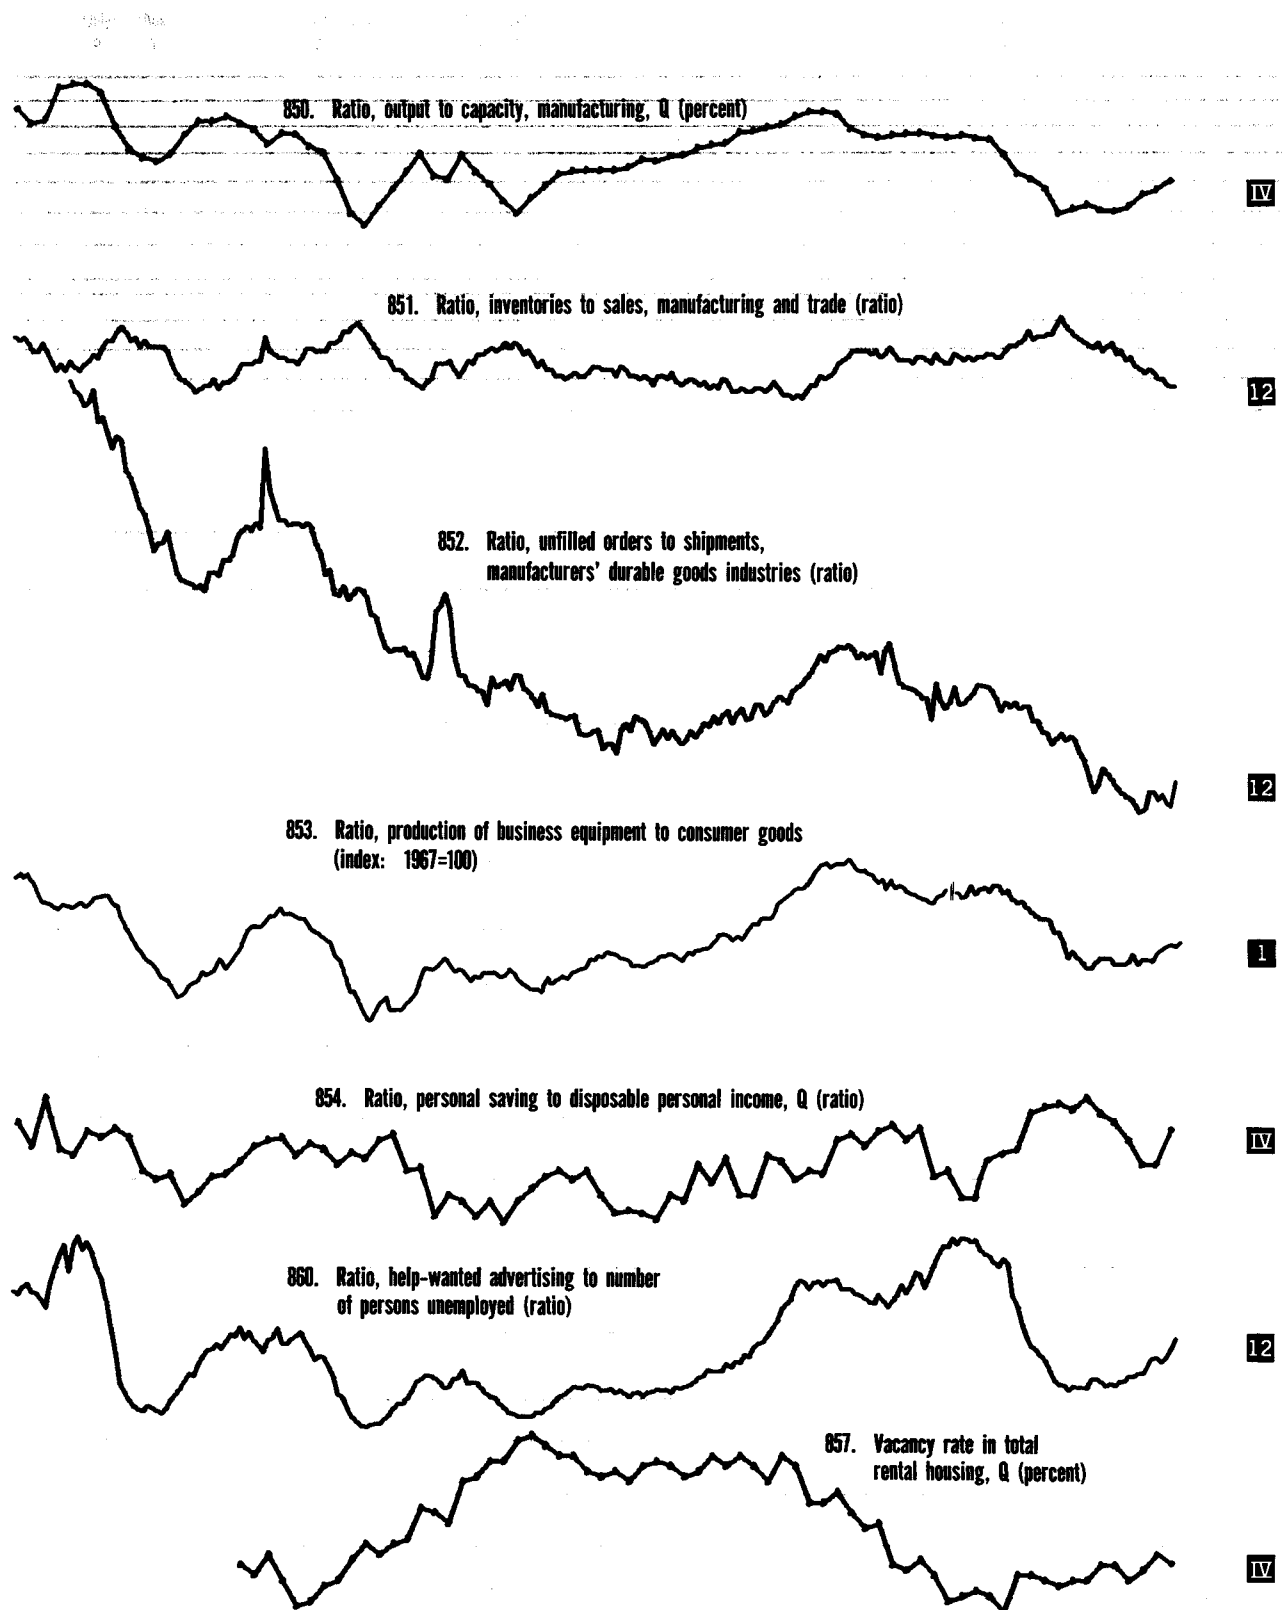 850. Ratio, output to capacity, manufacturing, Q (percent)
IV
851. Ratio, inventories to sales, manufacturing and trade (ratio)
12
852. Ratio, unfilled orders to shipments,
manufacturers' durable goods industries (ratio)
12
853. Ratio, production of business equipment to consumer goods
(index: 1967=100)
1
854. Ratio, personal saving to disposable personal income, Q (ratio)
IV
860. Ratio, help-wanted advertising to number
of persons unemployed (ratio)
12
857. Vacancy rate in total
rental housing, Q (percent)
IV